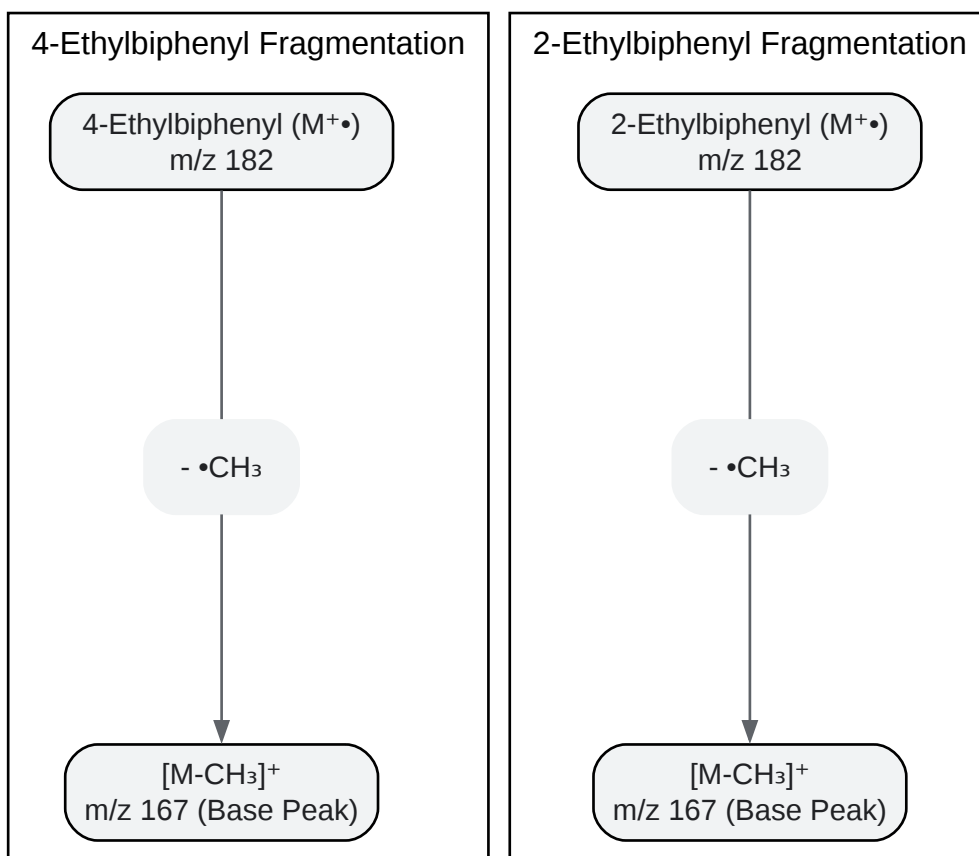 4-Ethylbiphenyl Fragmentation
4-Ethylbiphenyl (M⁺•)
m/z 182
- •CH₃
[M-CH₃]⁺
m/z 167 (Base Peak)
2-Ethylbiphenyl Fragmentation
2-Ethylbiphenyl (M⁺•)
m/z 182
- •CH₃
[M-CH₃]⁺
m/z 167 (Base Peak)